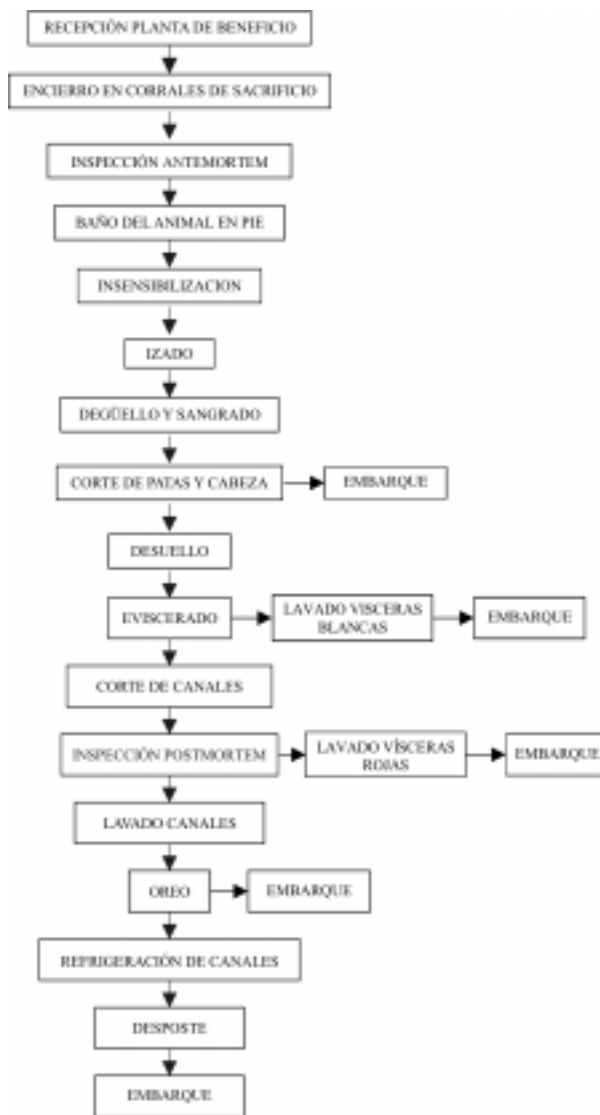 RECEPCIÓN PLANTA DE BENEFICIO
ENCIERRO EN CORRALES DE SACRIFICIO
INSPECCIÓN ANTEMORTEM
BAÑO DEL ANIMAL EN PIE
INSENSIBILIZACION
IZADO
DEGÜELLO Y SANGRADO
CORTE DE PATAS Y CABEZA
EMBARQUE
DESUELLO
EVISCERADO
LAVADO VISCERAS
BLANCAS
EMBARQUE
CORTE DE CANALES
INSPECCIÓN POSTMORTEM
LAVADO VÍSCERAS
ROJAS
EMBARQUE
LAVADO CANALES
OREO
EMBARQUE
REFRIGERACIÓN DE CANALES
DESPOSTE
EMBARQUE